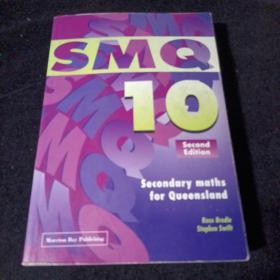 SMQ
10
Second
Edition
Secondary maths
for Queensland
Ross Brodie
Stephen Swift
Moreton Bay Publishing